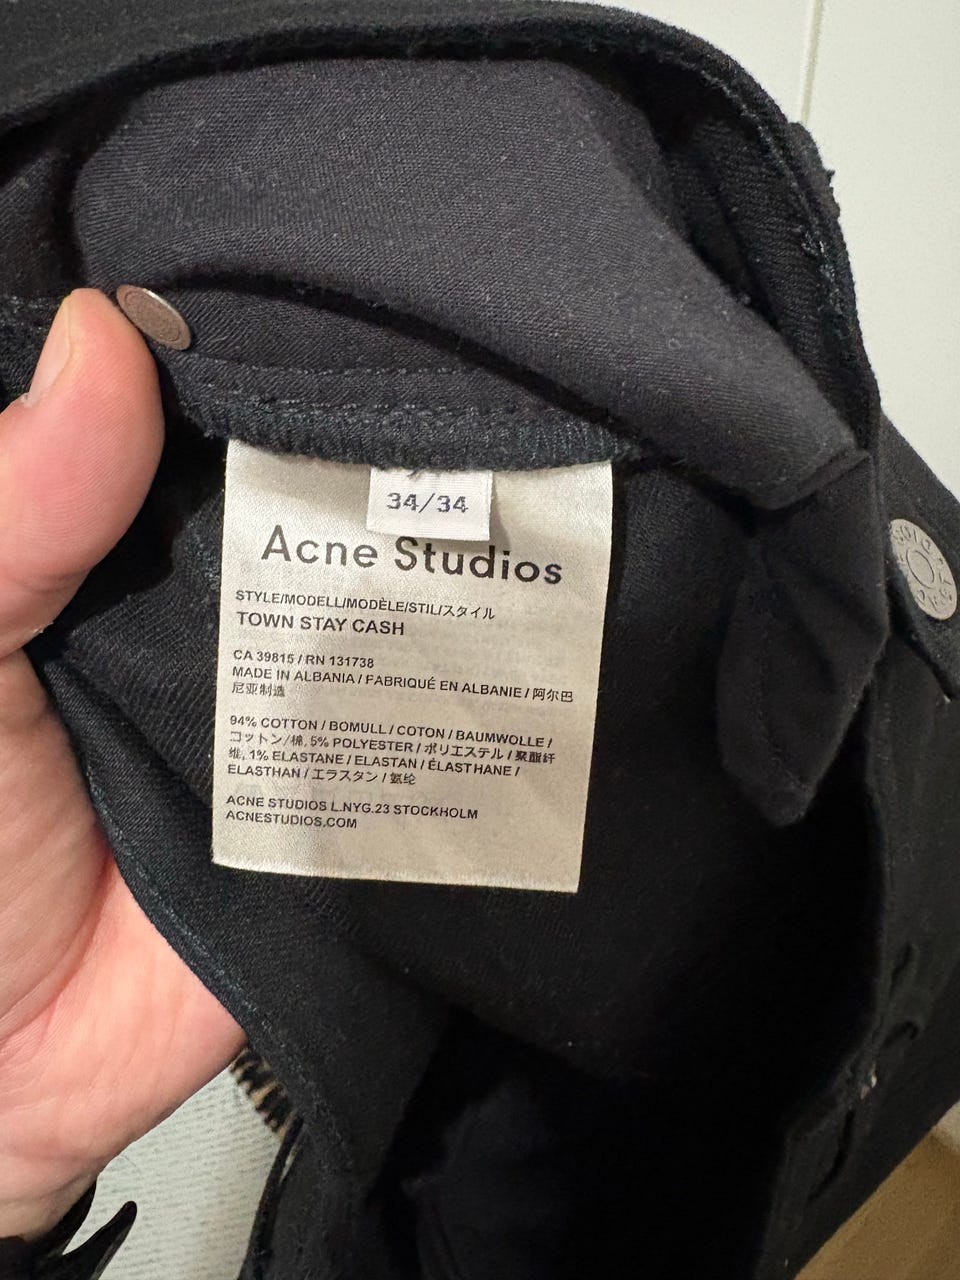 34/34
Acne Studios
STYLE/MODELL/MODÈLE/STIL/スタイル
TOWN STAY CASH
CA 39815 / RN 131738
MADE IN ALBANIA / FABRIQUÉ EN ALBANIE / 阿尔巴
尼亚制造
94% COTTON / BOMULL / COTON / BAUMWOLLE /
コットン/棉, 5% POLYESTER / ポリエステル / 聚酯纤
维, 1% ELASTANE / ELASTAN / ÉLASTHANE /
ELASTHAN / エラスタン / 氨纶
ACNE STUDIOS L.NYG.23 STOCKHOLM
ACNESTUDIOS.COM